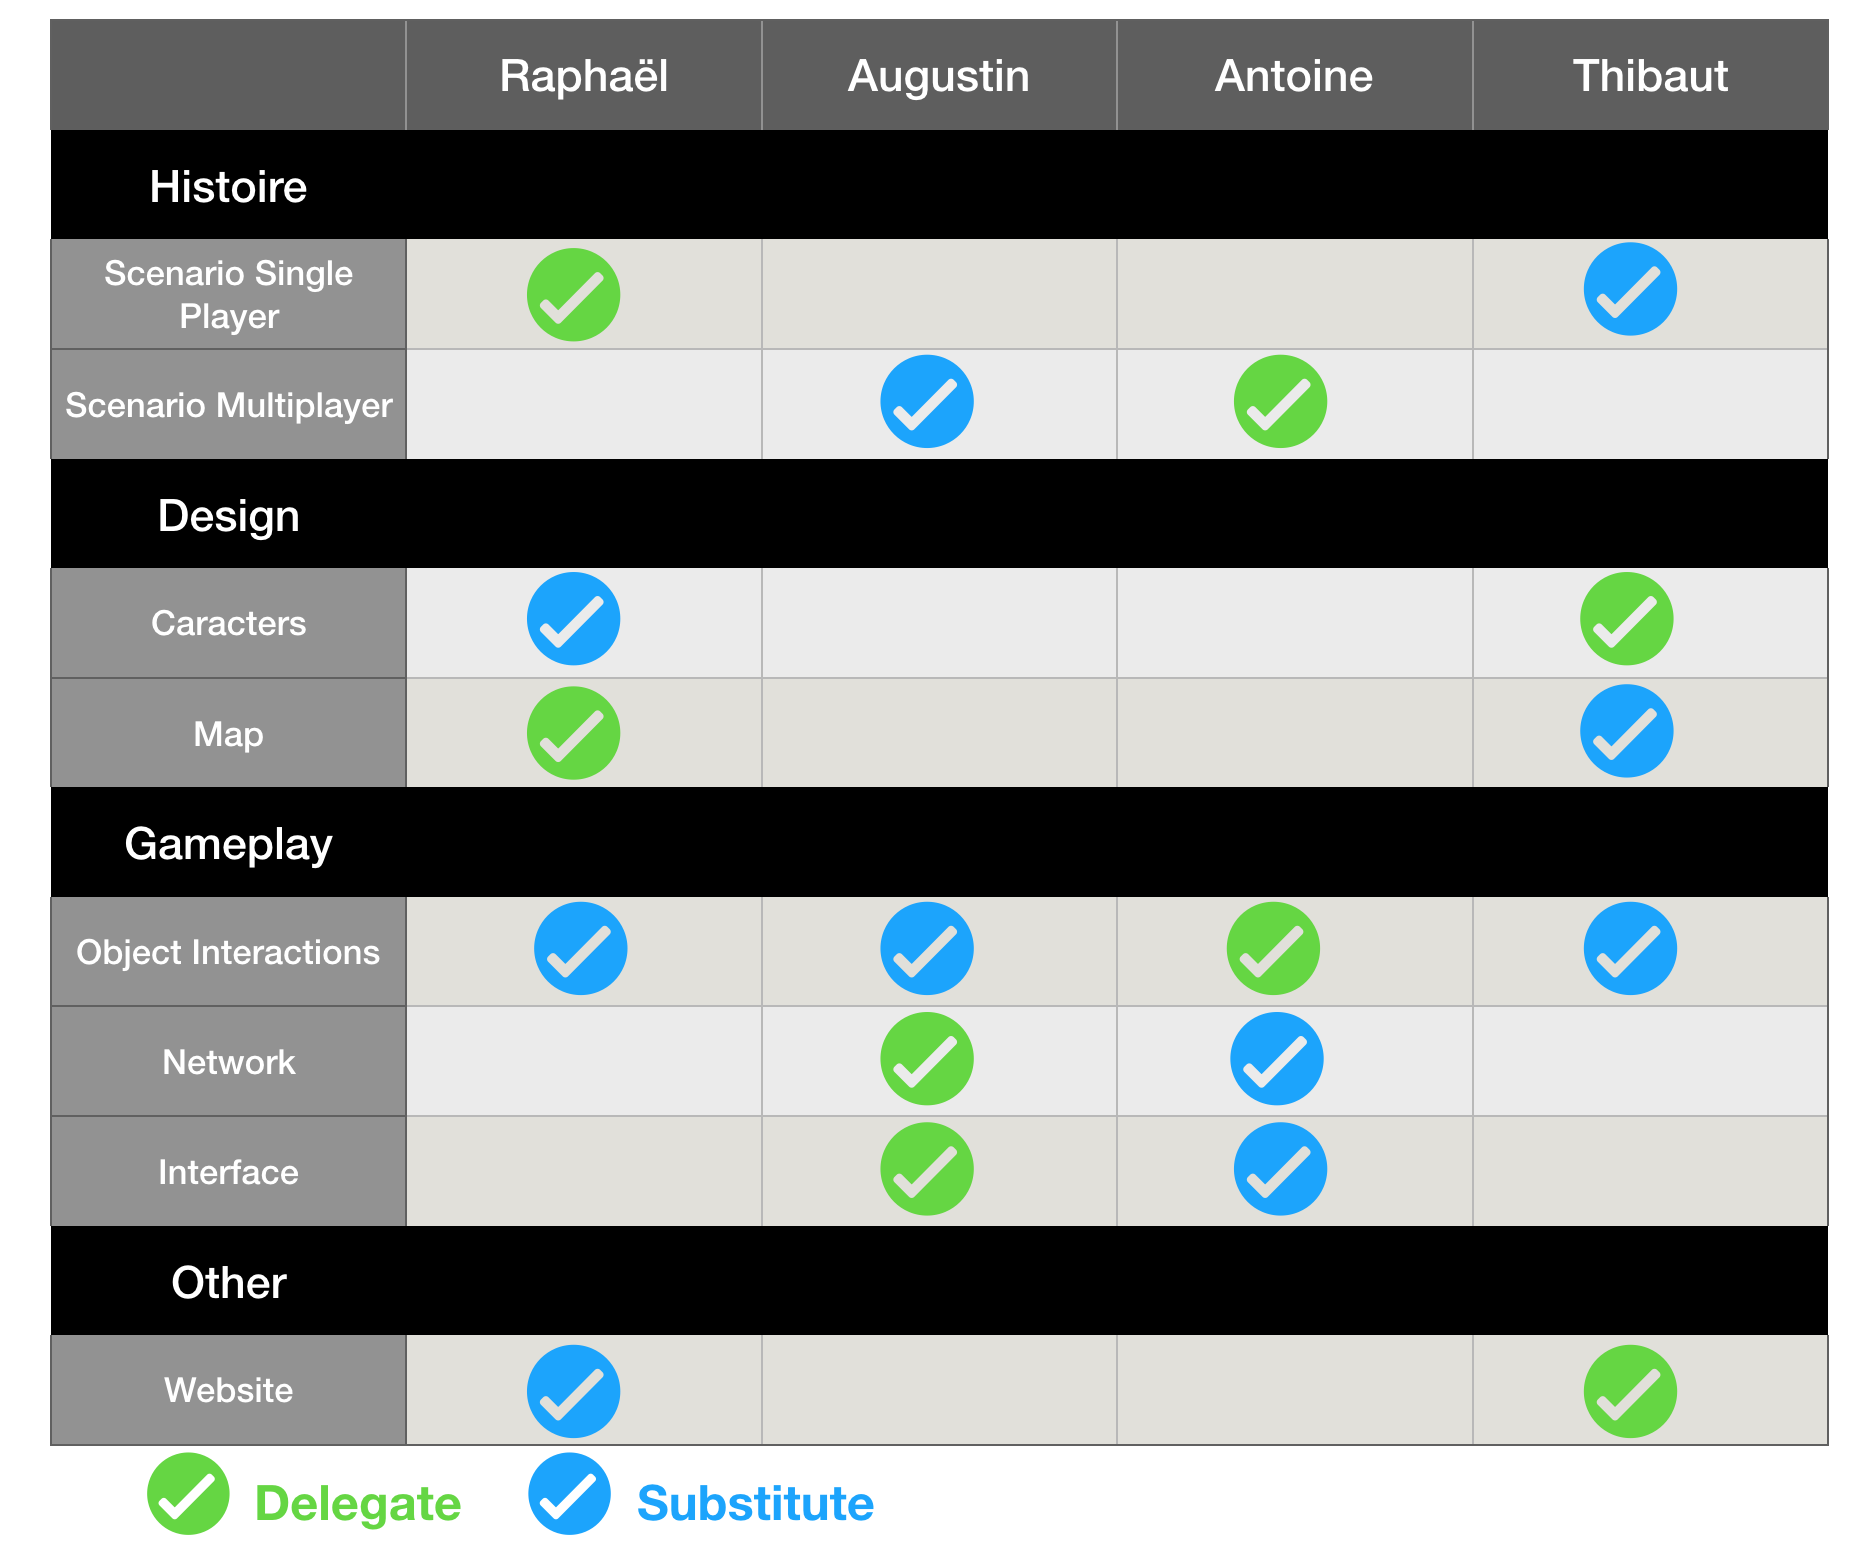 Raphaël Augustin Antoine Thibaut
Histoire
Scenario Single
Player
Scenario Multiplayer
Design
Caracters
Map
Gameplay
Object Interactions
Network
Interface
Other
Website
Delegate Substitute